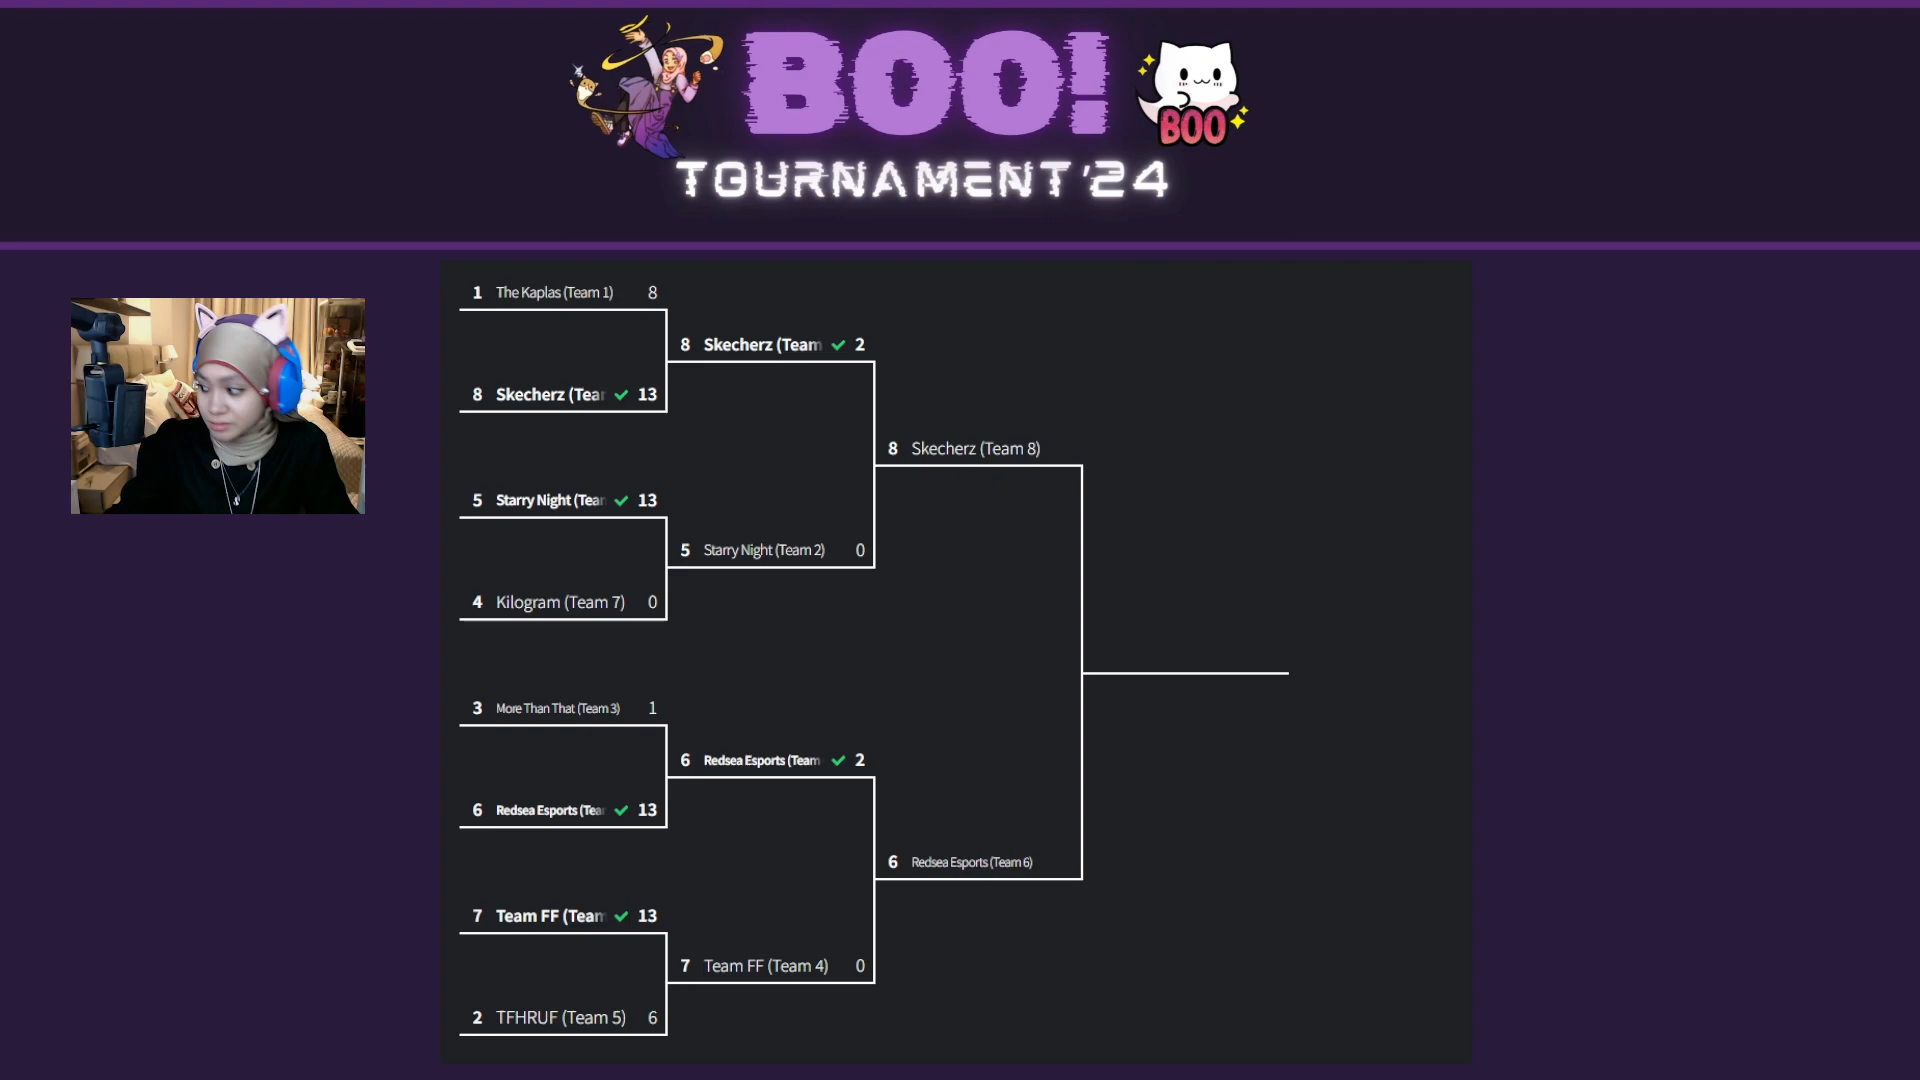 BOO!
BOO
TOURNAMENT '24
1 The Kaplas (Team 1) 8
8 Skecherz (Team ✓ 2
8 Skecherz (Tear ✓ 13
8 Skecherz (Team 8)
5 Starry Night (Tear ✓ 13
5 Starry Night (Team 2) 0
4 Kilogram (Team 7) 0
3 More Than That (Team 3) 1
6 Redsea Esports (Team ✓ 2
6 Redsea Esports (Tea ✓ 13
6 Redsea Esports (Team 6)
7 Team FF (Team ✓ 13
7 Team FF (Team 4) 0
2 TFHRUF (Team 5) 6